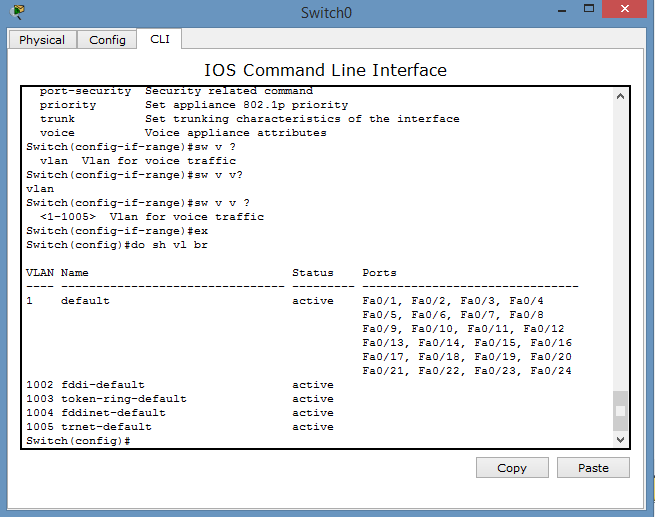 Switch0
Physical Config CLI
IOS Command Line Interface
port-security Security related command
priority Set appliance 802.1p priority
trunk Set trunking characteristics of the interface
voice Voice appliance attributes
Switch(config-if-range)#sw v ?
vlan Vlan for voice traffic
Switch(config-if-range)#sw v v?
vlan
Switch(config-if-range)#sw v v ?
<1-1005> Vlan for voice traffic
Switch(config-if-range)#ex
Switch(config)#do sh vl br
VLAN Name Status Ports
---- -------------------------------- --------- -------------------------------
1 default active Fa0/1, Fa0/2, Fa0/3, Fa0/4
Fa0/5, Fa0/6, Fa0/7, Fa0/8
Fa0/9, Fa0/10, Fa0/11, Fa0/12
Fa0/13, Fa0/14, Fa0/15, Fa0/16
Fa0/17, Fa0/18, Fa0/19, Fa0/20
Fa0/21, Fa0/22, Fa0/23, Fa0/24
1002 fddi-default active
1003 token-ring-default active
1004 fddinet-default active
1005 trnet-default active
Switch(config)#
Copy Paste